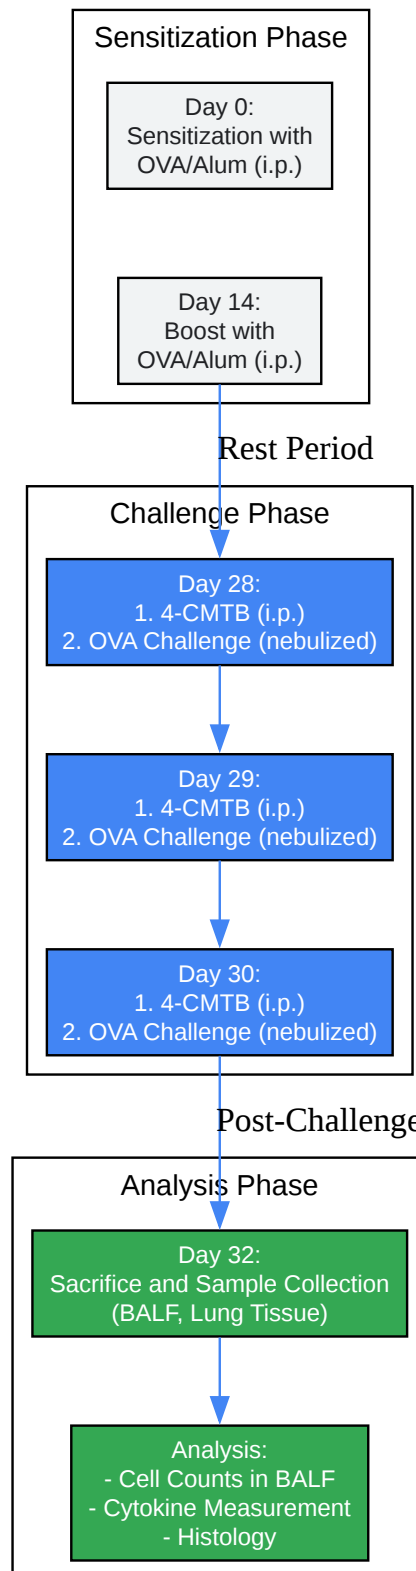 Sensitization Phase
Day 0:
Sensitization with
OVA/Alum (i.p.)
Day 14:
Boost with
OVA/Alum (i.p.)
Rest Period
Challenge Phase
Day 28:
1. 4-CMTB (i.p.)
2. OVA Challenge (nebulized)
Day 29:
1. 4-CMTB (i.p.)
2. OVA Challenge (nebulized)
Day 30:
1. 4-CMTB (i.p.)
2. OVA Challenge (nebulized)
Post-Challenge
Analysis Phase
Day 32:
Sacrifice and Sample Collection
(BALF, Lung Tissue)
Analysis:
- Cell Counts in BALF
- Cytokine Measurement
- Histology